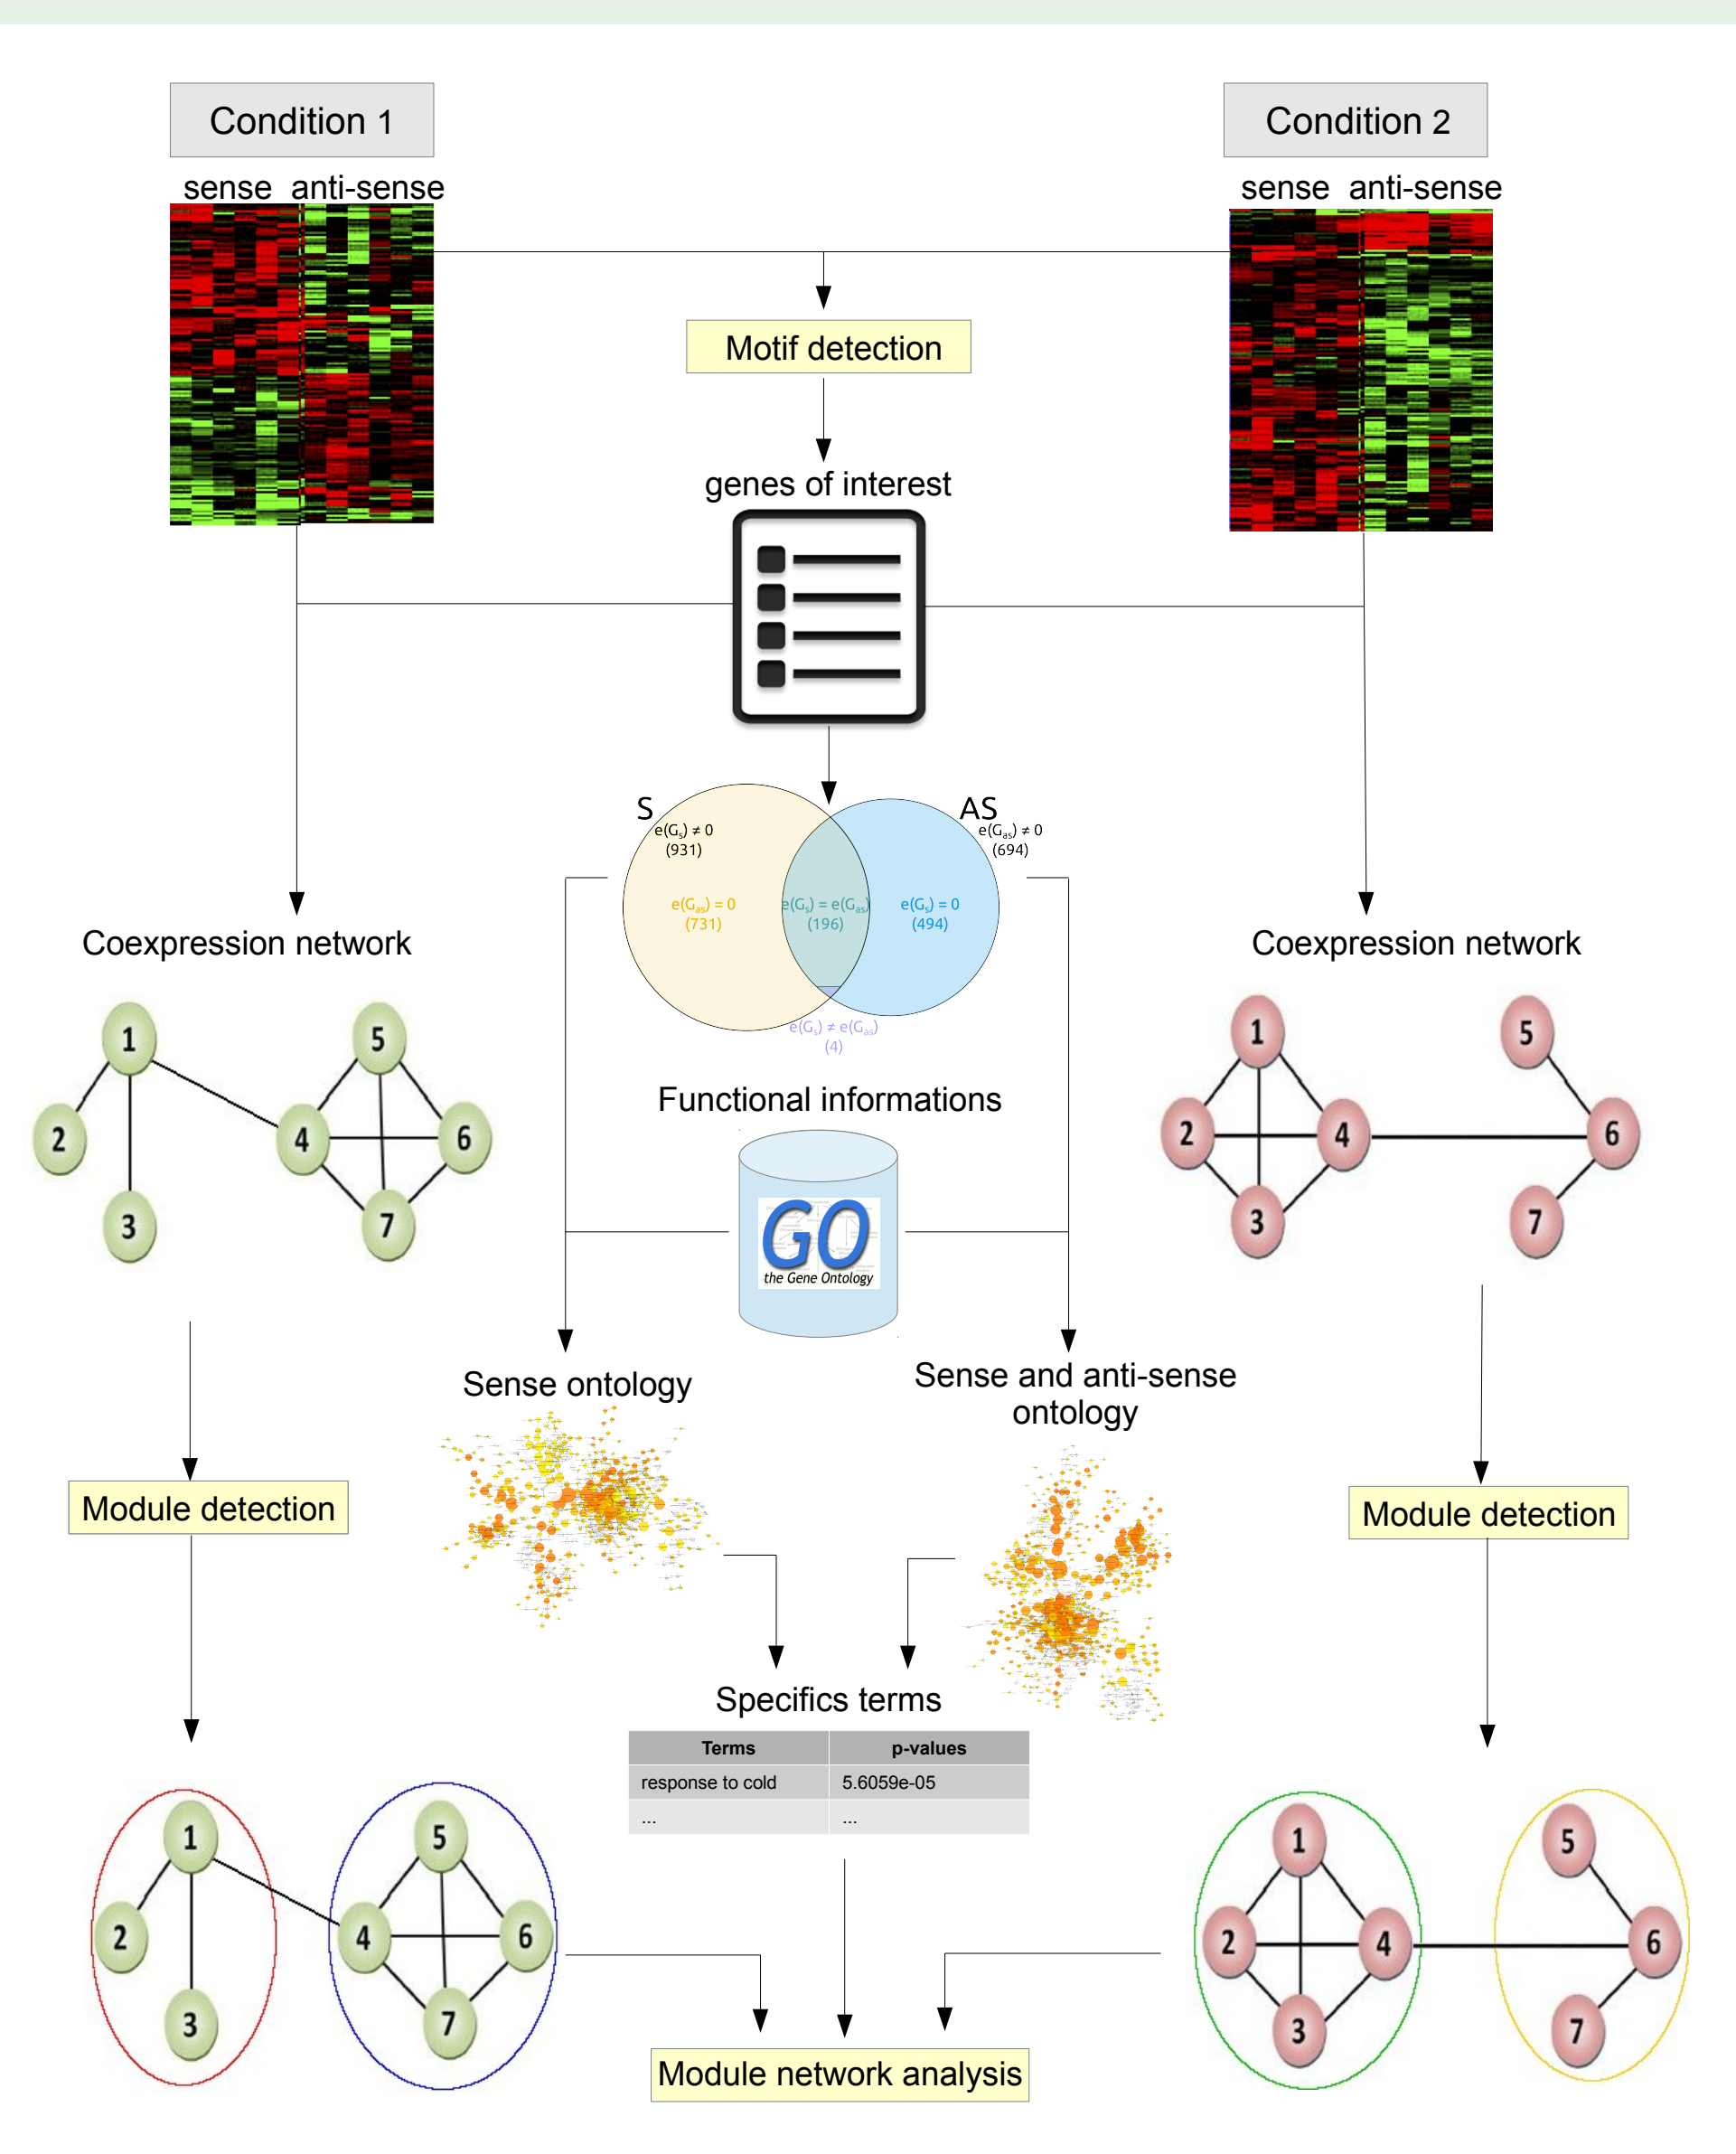 Condition 1
Condition 2
sense anti-sense
sense anti-sense
Motif detection
genes of interest
S
e(Gs) ≠ 0
(931)
AS
e(Gas) ≠ 0
(694)
e(Gas) = 0
(731)
e(Gs) = e(Gas)
(196)
e(Gs) = 0
(494)
e(Gs) ≠ e(Gas)
(4)
Coexpression network
Coexpression network
1
2
3
4
5
6
7
1
2
3
4
5
6
7
Functional informations
GO
the Gene Ontology
Sense ontology
Sense and anti-sense
ontology
Module detection
Module detection
Specifics terms
Terms p-values
response to cold 5.6059e-05
... ...
1
2
3
4
5
6
7
1
2
3
4
5
6
7
Module network analysis